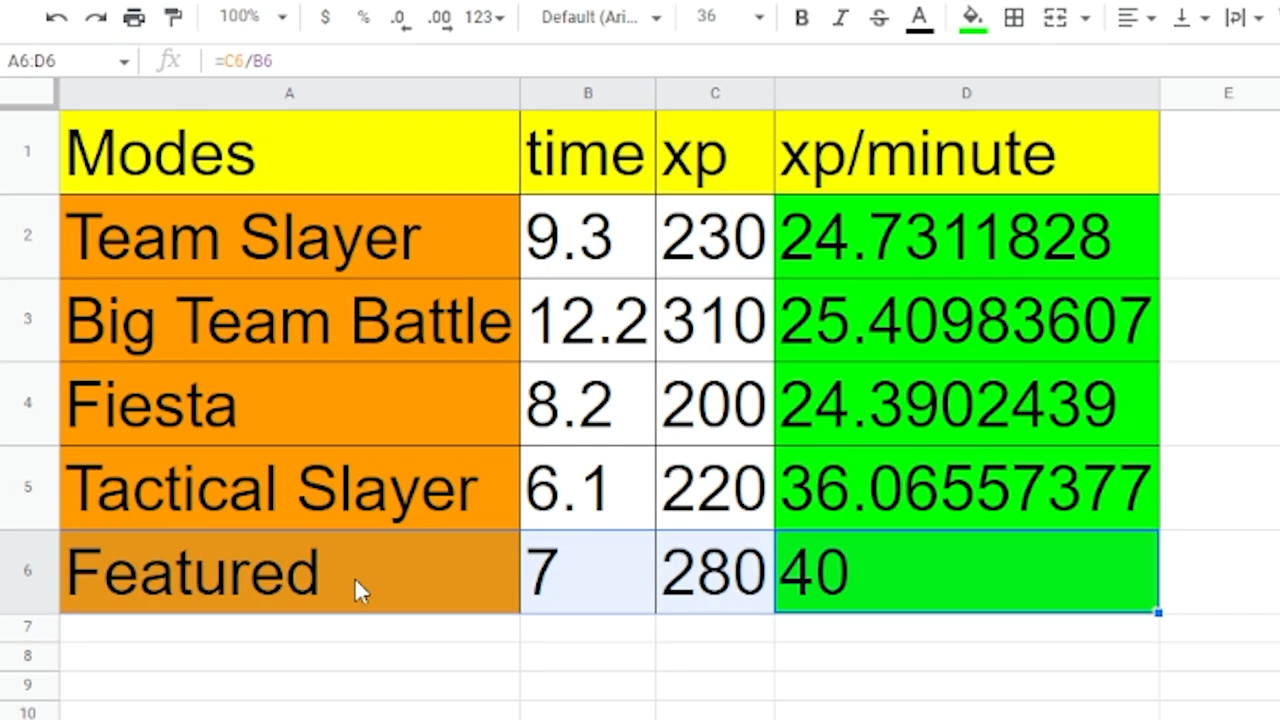 100% $ % .0 .00 123 Default (Ari... 36 B I S A
A6:D6 fx =C6/B6
A B C D E
1 Modes time xp xp/minute
2 Team Slayer 9.3 230 24.7311828
3 Big Team Battle 12.2 310 25.40983607
4 Fiesta 8.2 200 24.3902439
5 Tactical Slayer 6.1 220 36.06557377
6 Featured 7 280 40
7
8
9
10